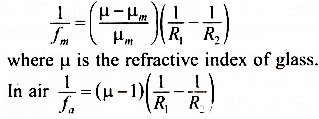 1/f_m = ((μ−μ_m)/μ_m)(1/R_1 − 1/R_2)
where μ is the refractive index of glass.
In air 1/f_a = (μ−1)(1/R_1 − 1/R_2)